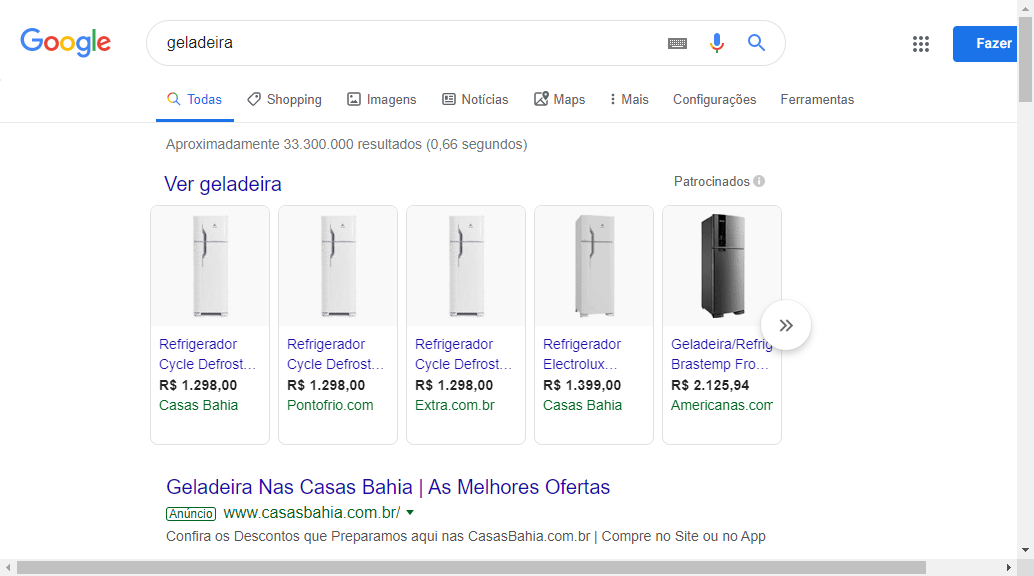 Google
geladeira
Fazer
Todas
Shopping
Imagens
Notícias
Maps
Mais
Configurações
Ferramentas
Aproximadamente 33.300.000 resultados (0,66 segundos)
Ver geladeira
Patrocinados
Refrigerador
Cycle Defrost…
R$ 1.298,00
Casas Bahia
Refrigerador
Cycle Defrost…
R$ 1.298,00
Pontofrio.com
Refrigerador
Cycle Defrost…
R$ 1.298,00
Extra.com.br
Refrigerador
Electrolux…
R$ 1.399,00
Casas Bahia
Geladeira/Refrig
Brastemp Fro…
R$ 2.125,94
Americanas.com
Geladeira Nas Casas Bahia | As Melhores Ofertas
Anúncio www.casasbahia.com.br/
Confira os Descontos que Preparamos aqui nas CasasBahia.com.br | Compre no Site ou no App